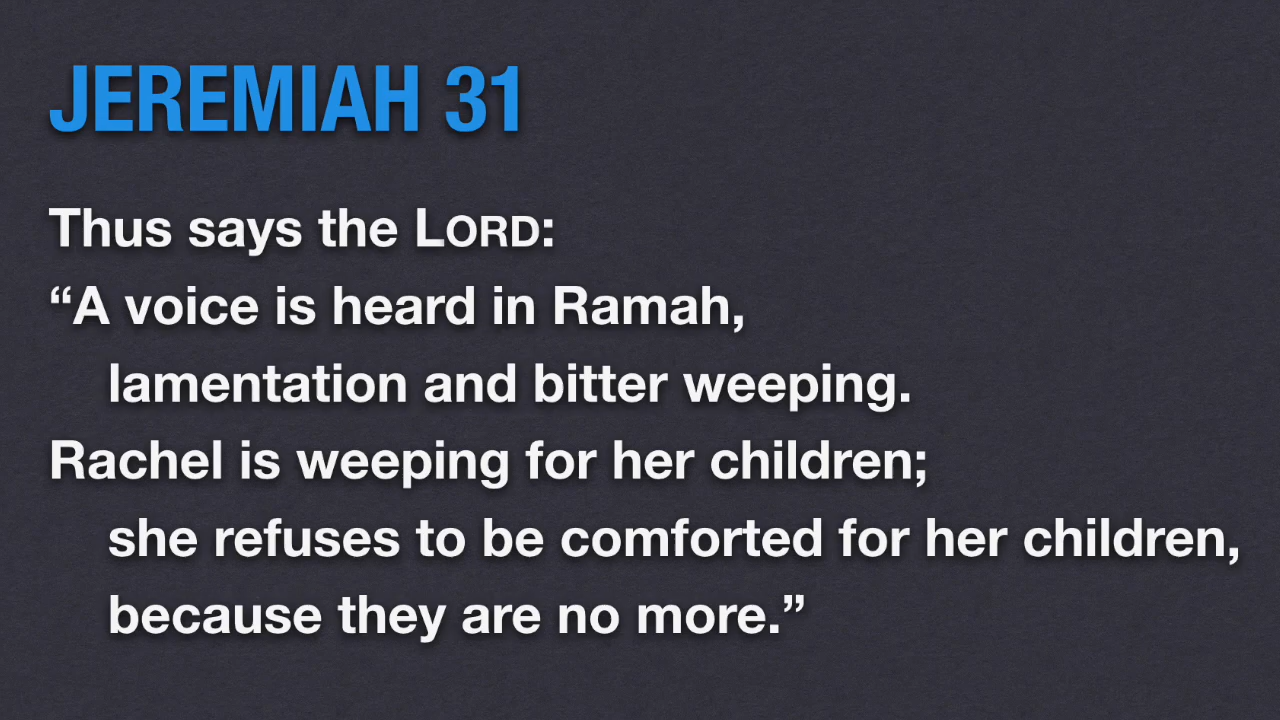 JEREMIAH 31
Thus says the LORD:
“A voice is heard in Ramah,
lamentation and bitter weeping.
Rachel is weeping for her children;
she refuses to be comforted for her children,
because they are no more.”